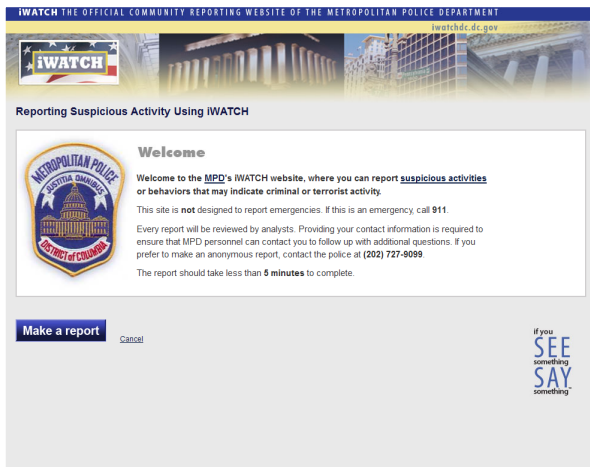 iWATCH THE OFFICIAL COMMUNITY REPORTING WEBSITE OF THE METROPOLITAN POLICE DEPARTMENT
iwatchdc.dc.gov
iWATCH
Reporting Suspicious Activity Using iWATCH
METROPOLITAN POLICE
JUSTITIA OMNIBUS
DISTRICT of COLUMBIA
Welcome
Welcome to the MPD's iWATCH website, where you can report suspicious activities
or behaviors that may indicate criminal or terrorist activity.
This site is not designed to report emergencies. If this is an emergency, call 911.
Every report will be reviewed by analysts. Providing your contact information is required to
ensure that MPD personnel can contact you to follow up with additional questions. If you
prefer to make an anonymous report, contact the police at (202) 727-9099.
The report should take less than 5 minutes to complete.
Make a report
Cancel
if you
SEE
something
SAY
something™